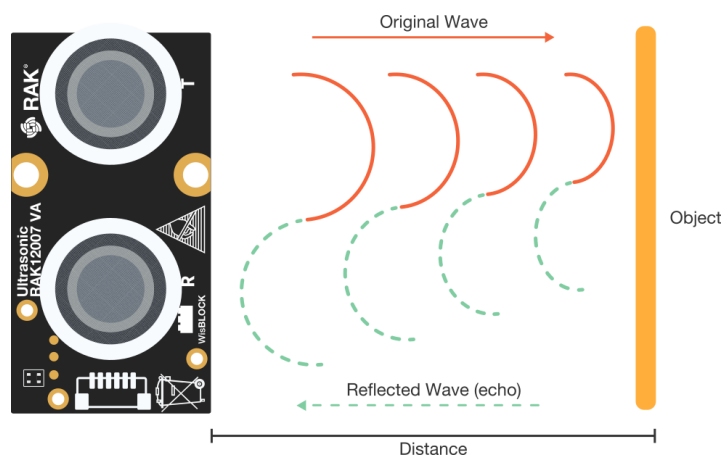 Original Wave
RAK®
T
Object
Ultrasonic
RAK12007 VA
R
WisBLOCK
Reflected Wave (echo)
Distance